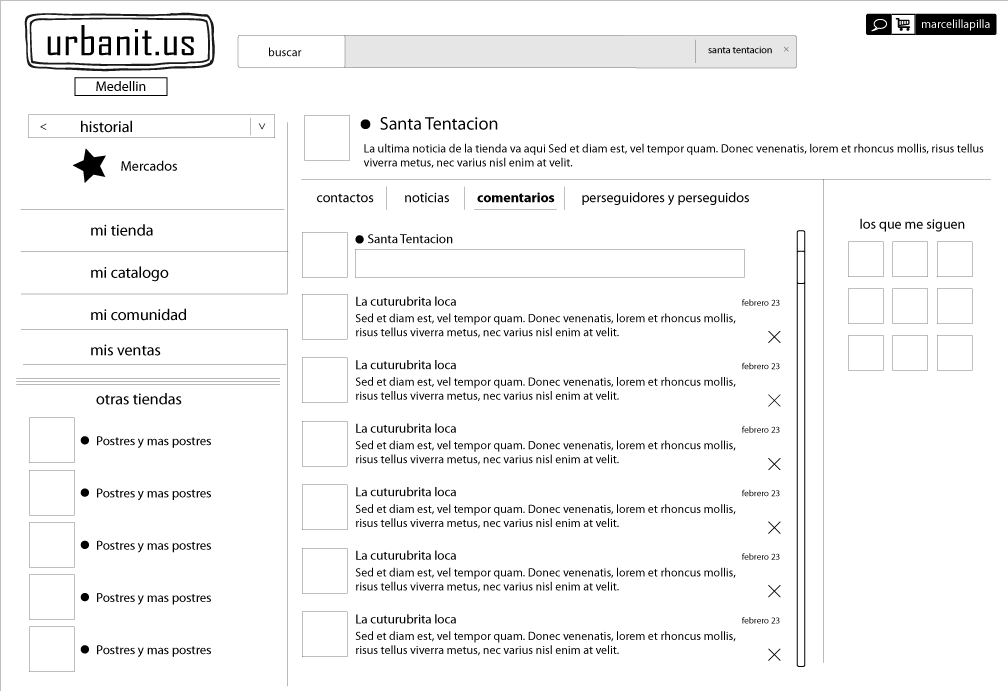 urbanit.us
Medellin
buscar
santa tentacion ×
marcelillapilla
< historial v
Mercados
mi tienda
mi catalogo
mi comunidad
mis ventas
otras tiendas
Postres y mas postres
Postres y mas postres
Postres y mas postres
Postres y mas postres
Postres y mas postres
Santa Tentacion
La ultima noticia de la tienda va aqui Sed et diam est, vel tempor quam. Donec venenatis, lorem et rhoncus mollis, risus tellus
viverra metus, nec varius nisl enim at velit.
contactos noticias comentarios perseguidores y perseguidos
Santa Tentacion
La cuturubrita loca febrero 23
Sed et diam est, vel tempor quam. Donec venenatis, lorem et rhoncus mollis,
risus tellus viverra metus, nec varius nisl enim at velit.
La cuturubrita loca febrero 23
Sed et diam est, vel tempor quam. Donec venenatis, lorem et rhoncus mollis,
risus tellus viverra metus, nec varius nisl enim at velit.
La cuturubrita loca febrero 23
Sed et diam est, vel tempor quam. Donec venenatis, lorem et rhoncus mollis,
risus tellus viverra metus, nec varius nisl enim at velit.
La cuturubrita loca febrero 23
Sed et diam est, vel tempor quam. Donec venenatis, lorem et rhoncus mollis,
risus tellus viverra metus, nec varius nisl enim at velit.
La cuturubrita loca febrero 23
Sed et diam est, vel tempor quam. Donec venenatis, lorem et rhoncus mollis,
risus tellus viverra metus, nec varius nisl enim at velit.
La cuturubrita loca febrero 23
Sed et diam est, vel tempor quam. Donec venenatis, lorem et rhoncus mollis,
risus tellus viverra metus, nec varius nisl enim at velit.
los que me siguen